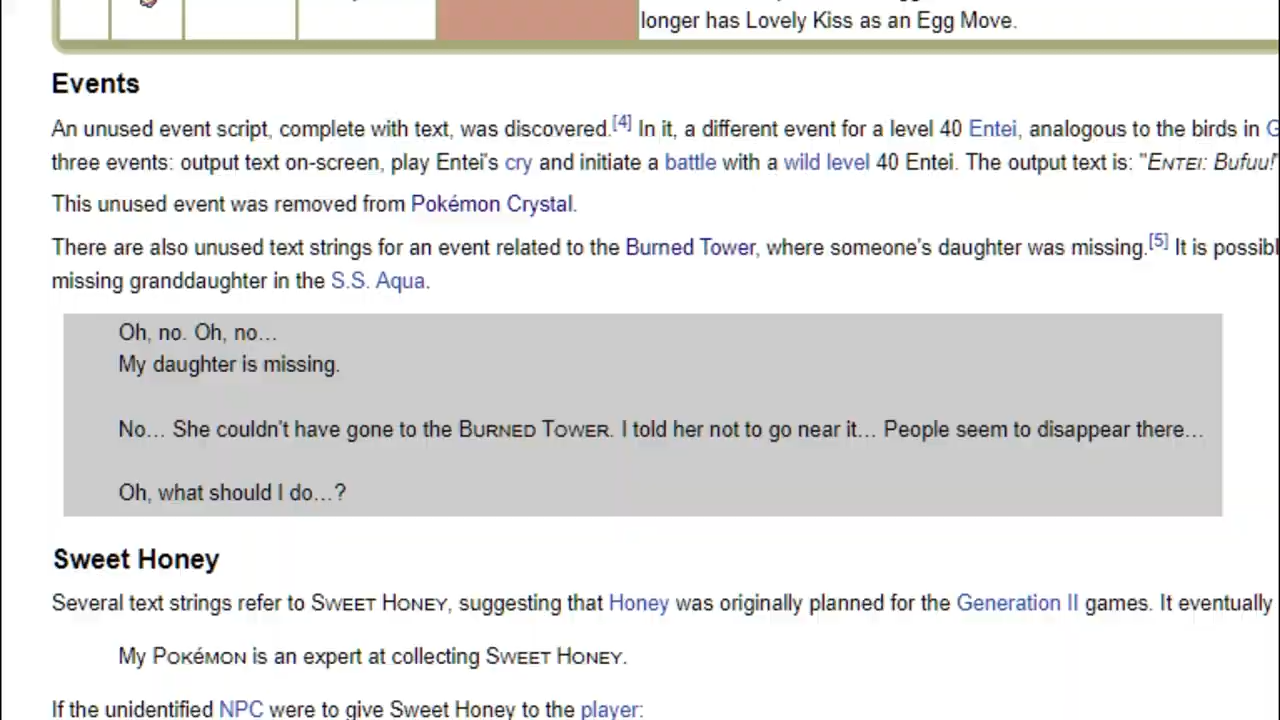 longer has Lovely Kiss as an Egg Move.
Events
An unused event script, complete with text, was discovered.[4] In it, a different event for a level 40 Entei, analogous to the birds in G
three events: output text on-screen, play Entei's cry and initiate a battle with a wild level 40 Entei. The output text is: "ENTEI: Bufuu!"
This unused event was removed from Pokémon Crystal.
There are also unused text strings for an event related to the Burned Tower, where someone's daughter was missing.[5] It is possibl
missing granddaughter in the S.S. Aqua.
Oh, no. Oh, no…
My daughter is missing.
No… She couldn't have gone to the BURNED TOWER. I told her not to go near it… People seem to disappear there…
Oh, what should I do…?
Sweet Honey
Several text strings refer to SWEET HONEY, suggesting that Honey was originally planned for the Generation II games. It eventually
My POKéMON is an expert at collecting SWEET HONEY.
If the unidentified NPC were to give Sweet Honey to the player: